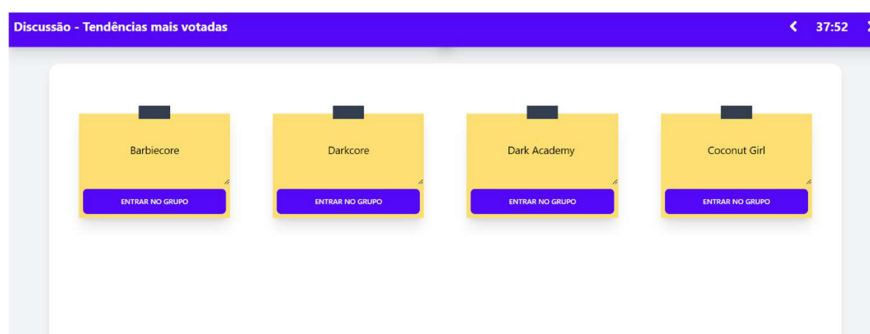 Discussão - Tendências mais votadas
37:52
Barbiecore
Darkcore
Dark Academy
Coconut Girl
ENTRAR NO GRUPO
ENTRAR NO GRUPO
ENTRAR NO GRUPO
ENTRAR NO GRUPO